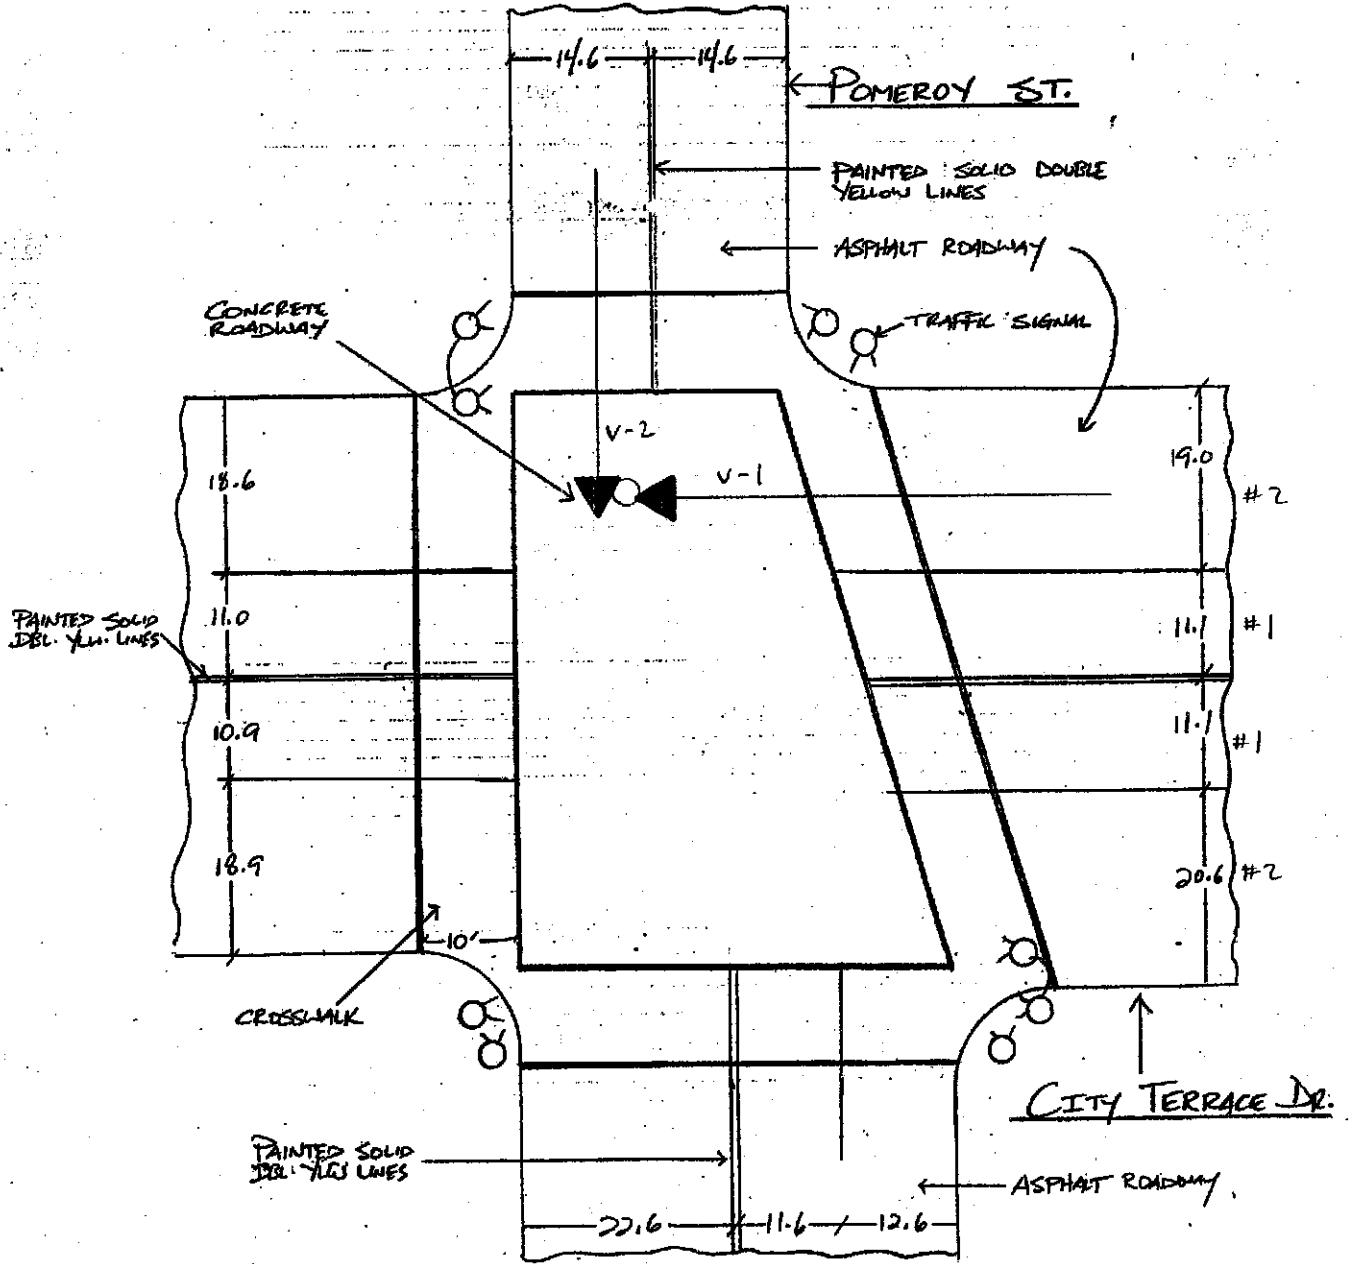 14.6 14.6
POMEROY ST.
PAINTED SOLID DOUBLE
YELLOW LINES
ASPHALT ROADWAY
CONCRETE
ROADWAY
TRAFFIC SIGNAL
V-2
V-1
18.6
19.0
#2
PAINTED SOLID
DBL. YLW. LINES
11.0
11.1
#1
10.9
11.1
#1
18.9
20.6
#2
10'
CROSSWALK
CITY TERRACE DR.
PAINTED SOLID
DBL. LINES
ASPHALT ROADWAY
22.6 11.6 12.6